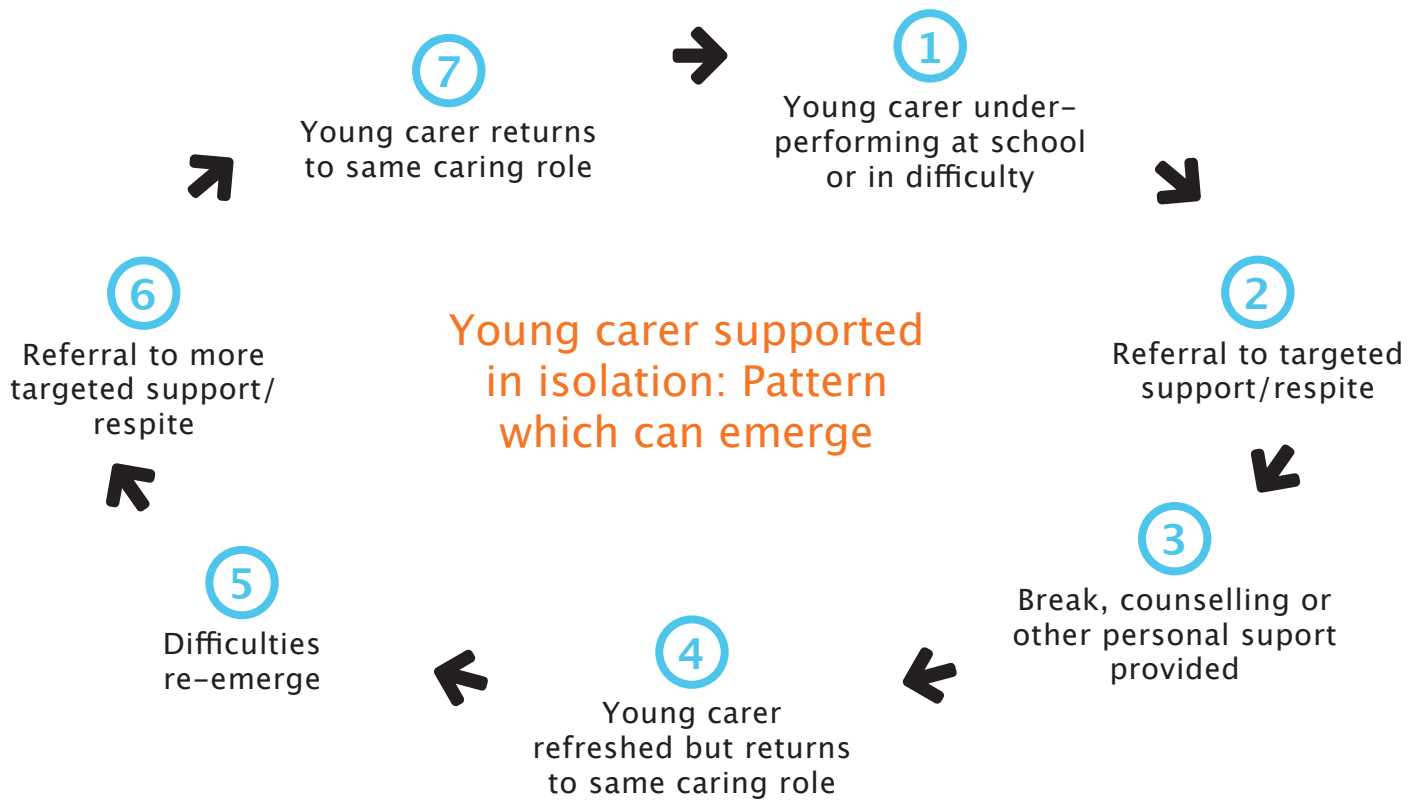 1
Young carer under-
performing at school
or in difficulty
2
Referral to targeted
support/respite
3
Break, counselling or
other personal suport
provided
4
Young carer
refreshed but returns
to same caring role
5
Difficulties
re-emerge
6
Referral to more
targeted support/
respite
7
Young carer returns
to same caring role
Young carer supported
in isolation: Pattern
which can emerge